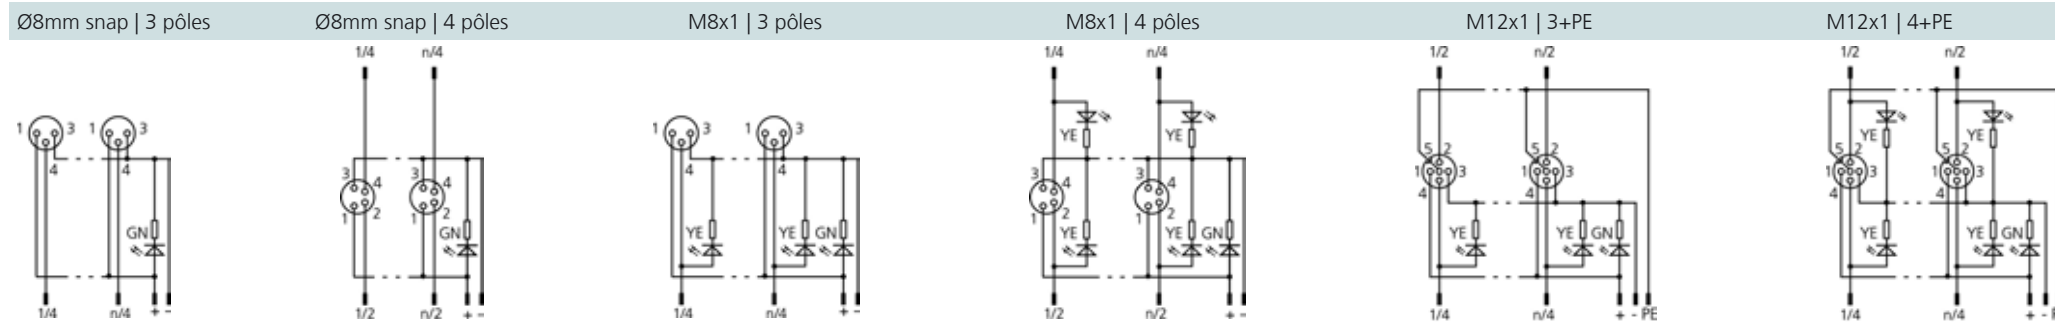 Ø8mm snap | 3 pôles
Ø8mm snap | 4 pôles
M8x1 | 3 pôles
M8x1 | 4 pôles
M12x1 | 3+PE
M12x1 | 4+PE
1 3 1 3
4 4
GN
1/4 n/4 + -
1/4 n/4
3 4 3 4
1 2 1 2
GN
1/2 n/2 + -
1 3 1 3
4 4
YE YE GN
1/4 n/4 + -
1/4 n/4
YE YE
3 4 3 4
1 2 1 2
YE YE GN
1/2 n/2 + -
1/2 n/2
5 2 5 2
1 3 1 3
4 4
YE YE GN
1/4 n/4 + - PE
1/2 n/2
YE YE
5 2 5 2
1 3 1 3
4 4
YE YE GN
1/4 n/4 + -